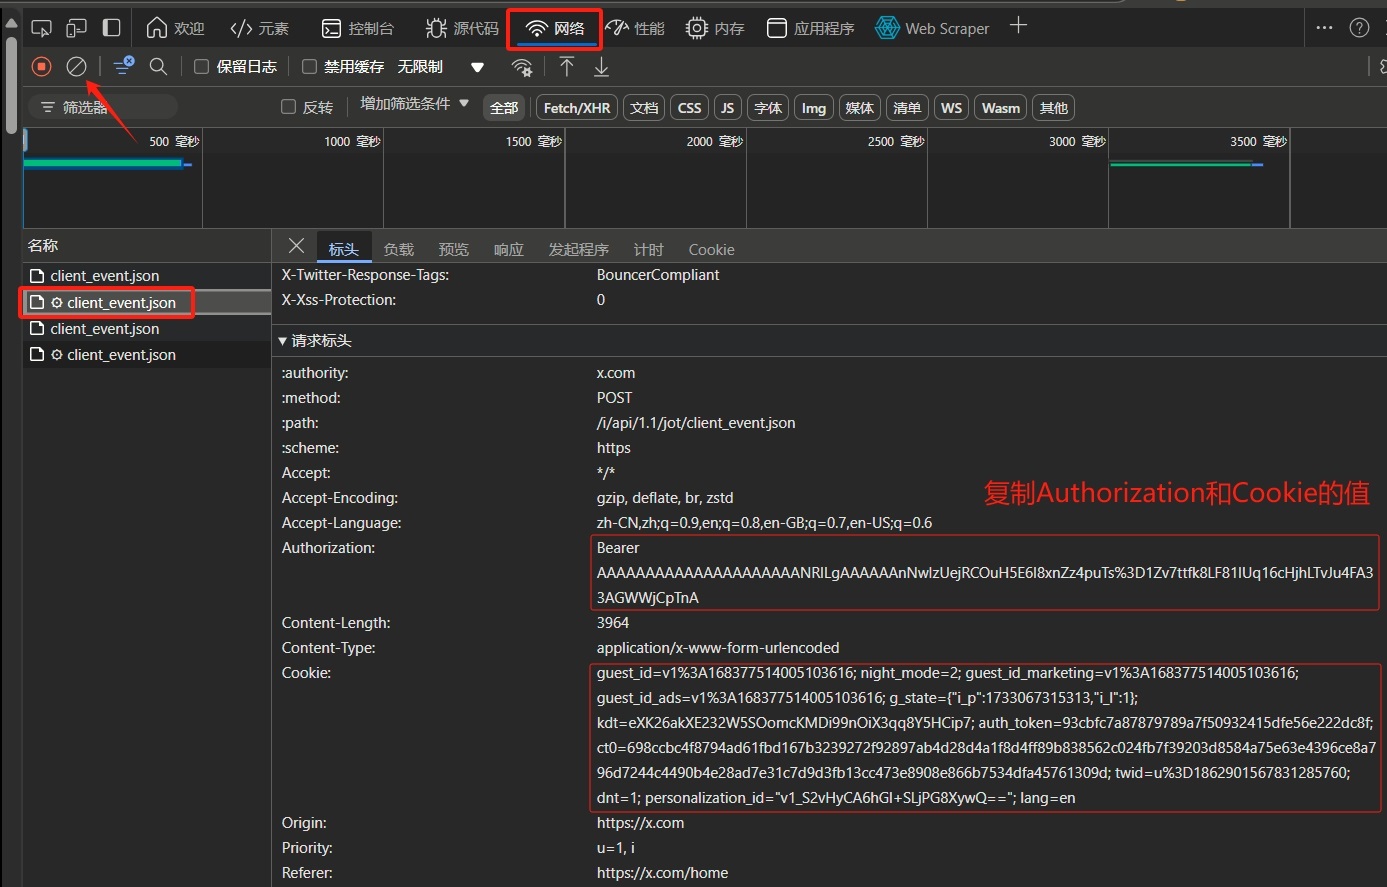 欢迎 元素 控制台 源代码 网络 性能 内存 应用程序 Web Scraper
保留日志 禁用缓存 无限制
筛选器 反转 增加筛选条件 全部 Fetch/XHR 文档 CSS JS 字体 Img 媒体 清单 WS Wasm 其他
500 毫秒 1000 毫秒 1500 毫秒 2000 毫秒 2500 毫秒 3000 毫秒 3500 毫秒
名称
client_event.json
client_event.json
client_event.json
client_event.json
标头 负载 预览 响应 发起程序 计时 Cookie
X-Twitter-Response-Tags: BouncerCompliant
X-Xss-Protection: 0
请求标头
:authority: x.com
:method: POST
:path: /i/api/1.1/jot/client_event.json
:scheme: https
Accept: */*
Accept-Encoding: gzip, deflate, br, zstd
复制Authorization和Cookie的值
Accept-Language: zh-CN,zh;q=0.9,en;q=0.8,en-GB;q=0.7,en-US;q=0.6
Authorization: Bearer
AAAAAAAAAAAAAAAAAAAAANRILgAAAAAAnNwIzUejRCOuH5E6I8xnZz4puTs%3D1Zv7ttfk8LF81IUq16cHjhLTvJu4FA3
3AGWWjCpTnA
Content-Length: 3964
Content-Type: application/x-www-form-urlencoded
Cookie: guest_id=v1%3A168377514005103616; night_mode=2; guest_id_marketing=v1%3A168377514005103616;
guest_id_ads=v1%3A168377514005103616; g_state={"i_p":1733067315313,"i_l":1};
kdt=eXK26akXE232W5SOomcKMDi99nOiX3qq8Y5HCip7; auth_token=93cbfc7a87879789a7f50932415dfe56e222dc8f;
ct0=698ccbc4f8794ad61fbd167b3239272f92897ab4d28d4a1f8d4ff89b838562c024fb7f39203d8584a75e63e4396ce8a7
96d7244c4490b4e28ad7e31c7d9d3fb13cc473e8908e866b7534dfa45761309d; twid=u%3D1862901567831285760;
dnt=1; personalization_id="v1_S2vHyCA6hGI+SLjPG8XywQ=="; lang=en
Origin: https://x.com
Priority: u=1, i
Referer: https://x.com/home